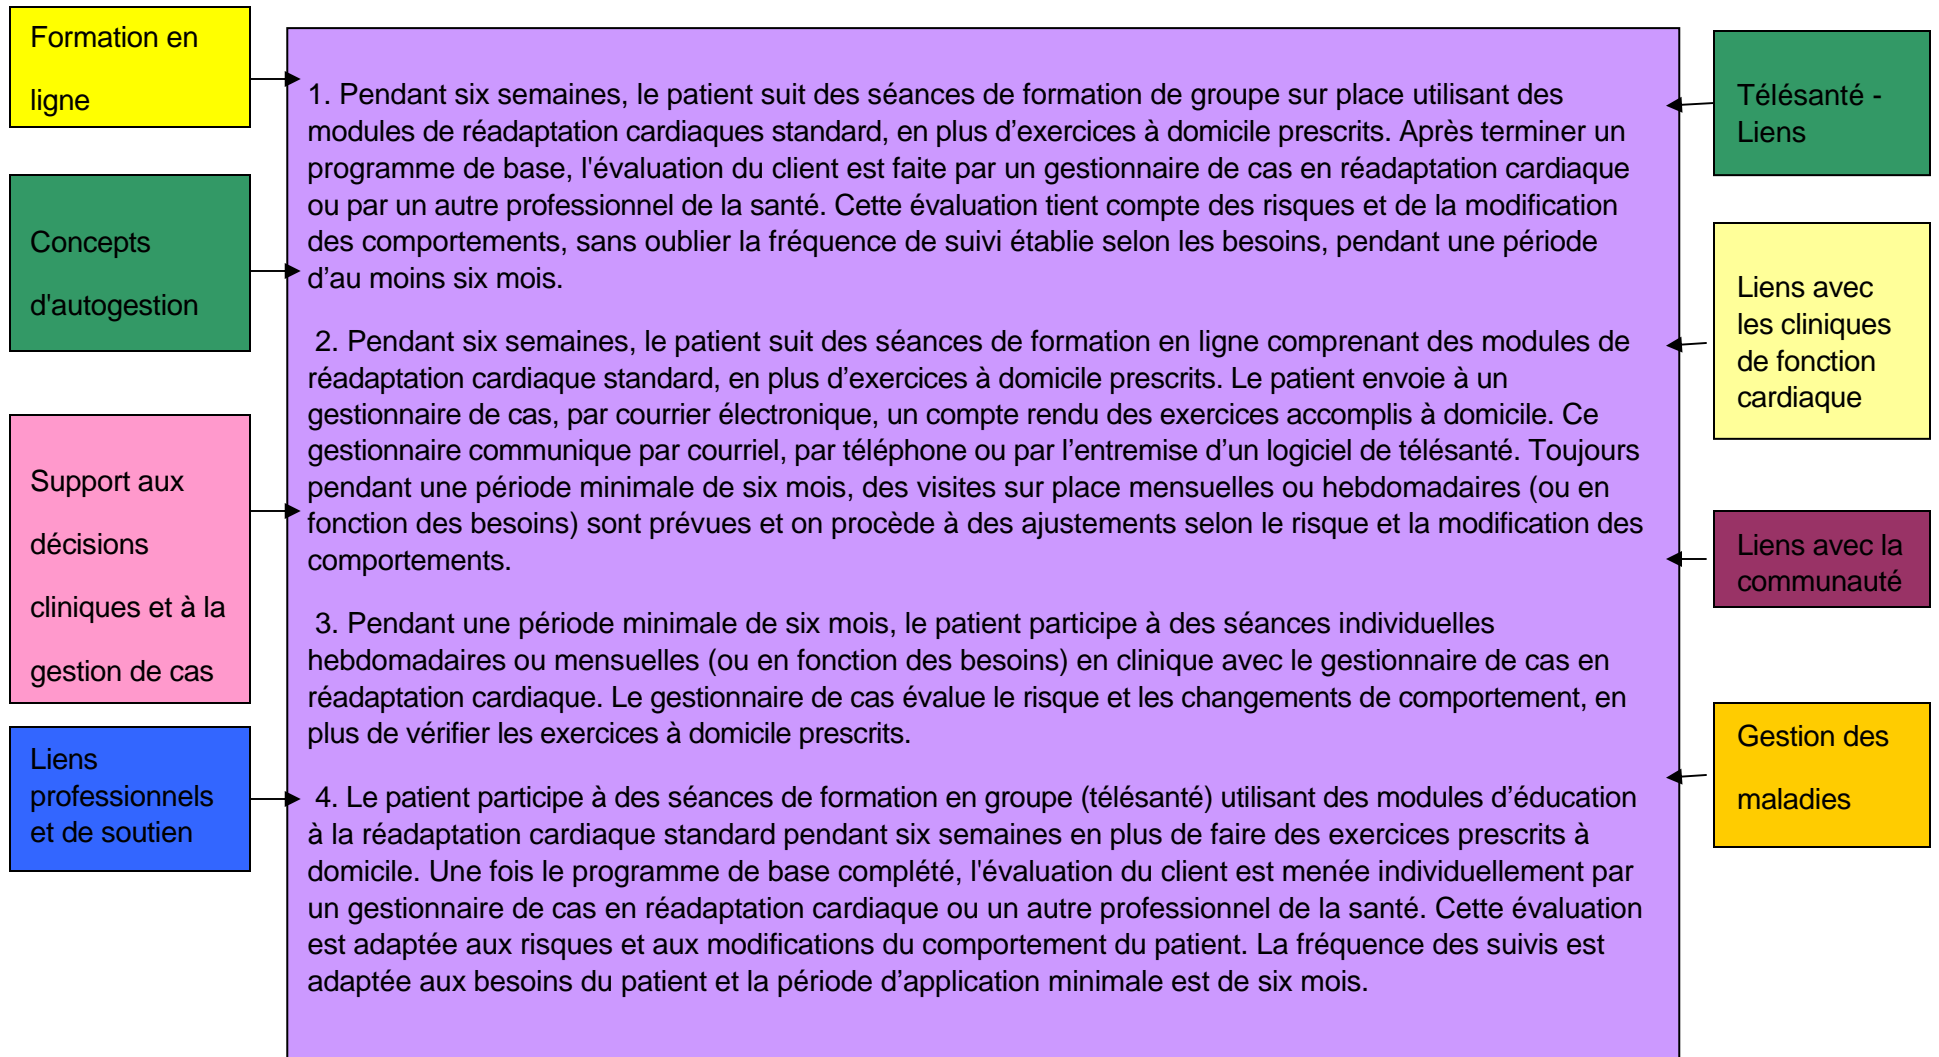 Formation en
ligne
Concepts
d'autogestion
Support aux
décisions
cliniques et à la
gestion de cas
Liens
professionnels
et de soutien
1. Pendant six semaines, le patient suit des séances de formation de groupe sur place utilisant des
modules de réadaptation cardiaques standard, en plus d’exercices à domicile prescrits. Après terminer un
programme de base, l'évaluation du client est faite par un gestionnaire de cas en réadaptation cardiaque
ou par un autre professionnel de la santé. Cette évaluation tient compte des risques et de la modification
des comportements, sans oublier la fréquence de suivi établie selon les besoins, pendant une période
d’au moins six mois.
2. Pendant six semaines, le patient suit des séances de formation en ligne comprenant des modules de
réadaptation cardiaque standard, en plus d’exercices à domicile prescrits. Le patient envoie à un
gestionnaire de cas, par courrier électronique, un compte rendu des exercices accomplis à domicile. Ce
gestionnaire communique par courriel, par téléphone ou par l’entremise d’un logiciel de télésanté. Toujours
pendant une période minimale de six mois, des visites sur place mensuelles ou hebdomadaires (ou en
fonction des besoins) sont prévues et on procède à des ajustements selon le risque et la modification des
comportements.
3. Pendant une période minimale de six mois, le patient participe à des séances individuelles
hebdomadaires ou mensuelles (ou en fonction des besoins) en clinique avec le gestionnaire de cas en
réadaptation cardiaque. Le gestionnaire de cas évalue le risque et les changements de comportement, en
plus de vérifier les exercices à domicile prescrits.
4. Le patient participe à des séances de formation en groupe (télésanté) utilisant des modules d’éducation
à la réadaptation cardiaque standard pendant six semaines en plus de faire des exercices prescrits à
domicile. Une fois le programme de base complété, l'évaluation du client est menée individuellement par
un gestionnaire de cas en réadaptation cardiaque ou un autre professionnel de la santé. Cette évaluation
est adaptée aux risques et aux modifications du comportement du patient. La fréquence des suivis est
adaptée aux besoins du patient et la période d’application minimale est de six mois.
Télésanté -
Liens
Liens avec
les cliniques
de fonction
cardiaque
Liens avec la
communauté
Gestion des
maladies